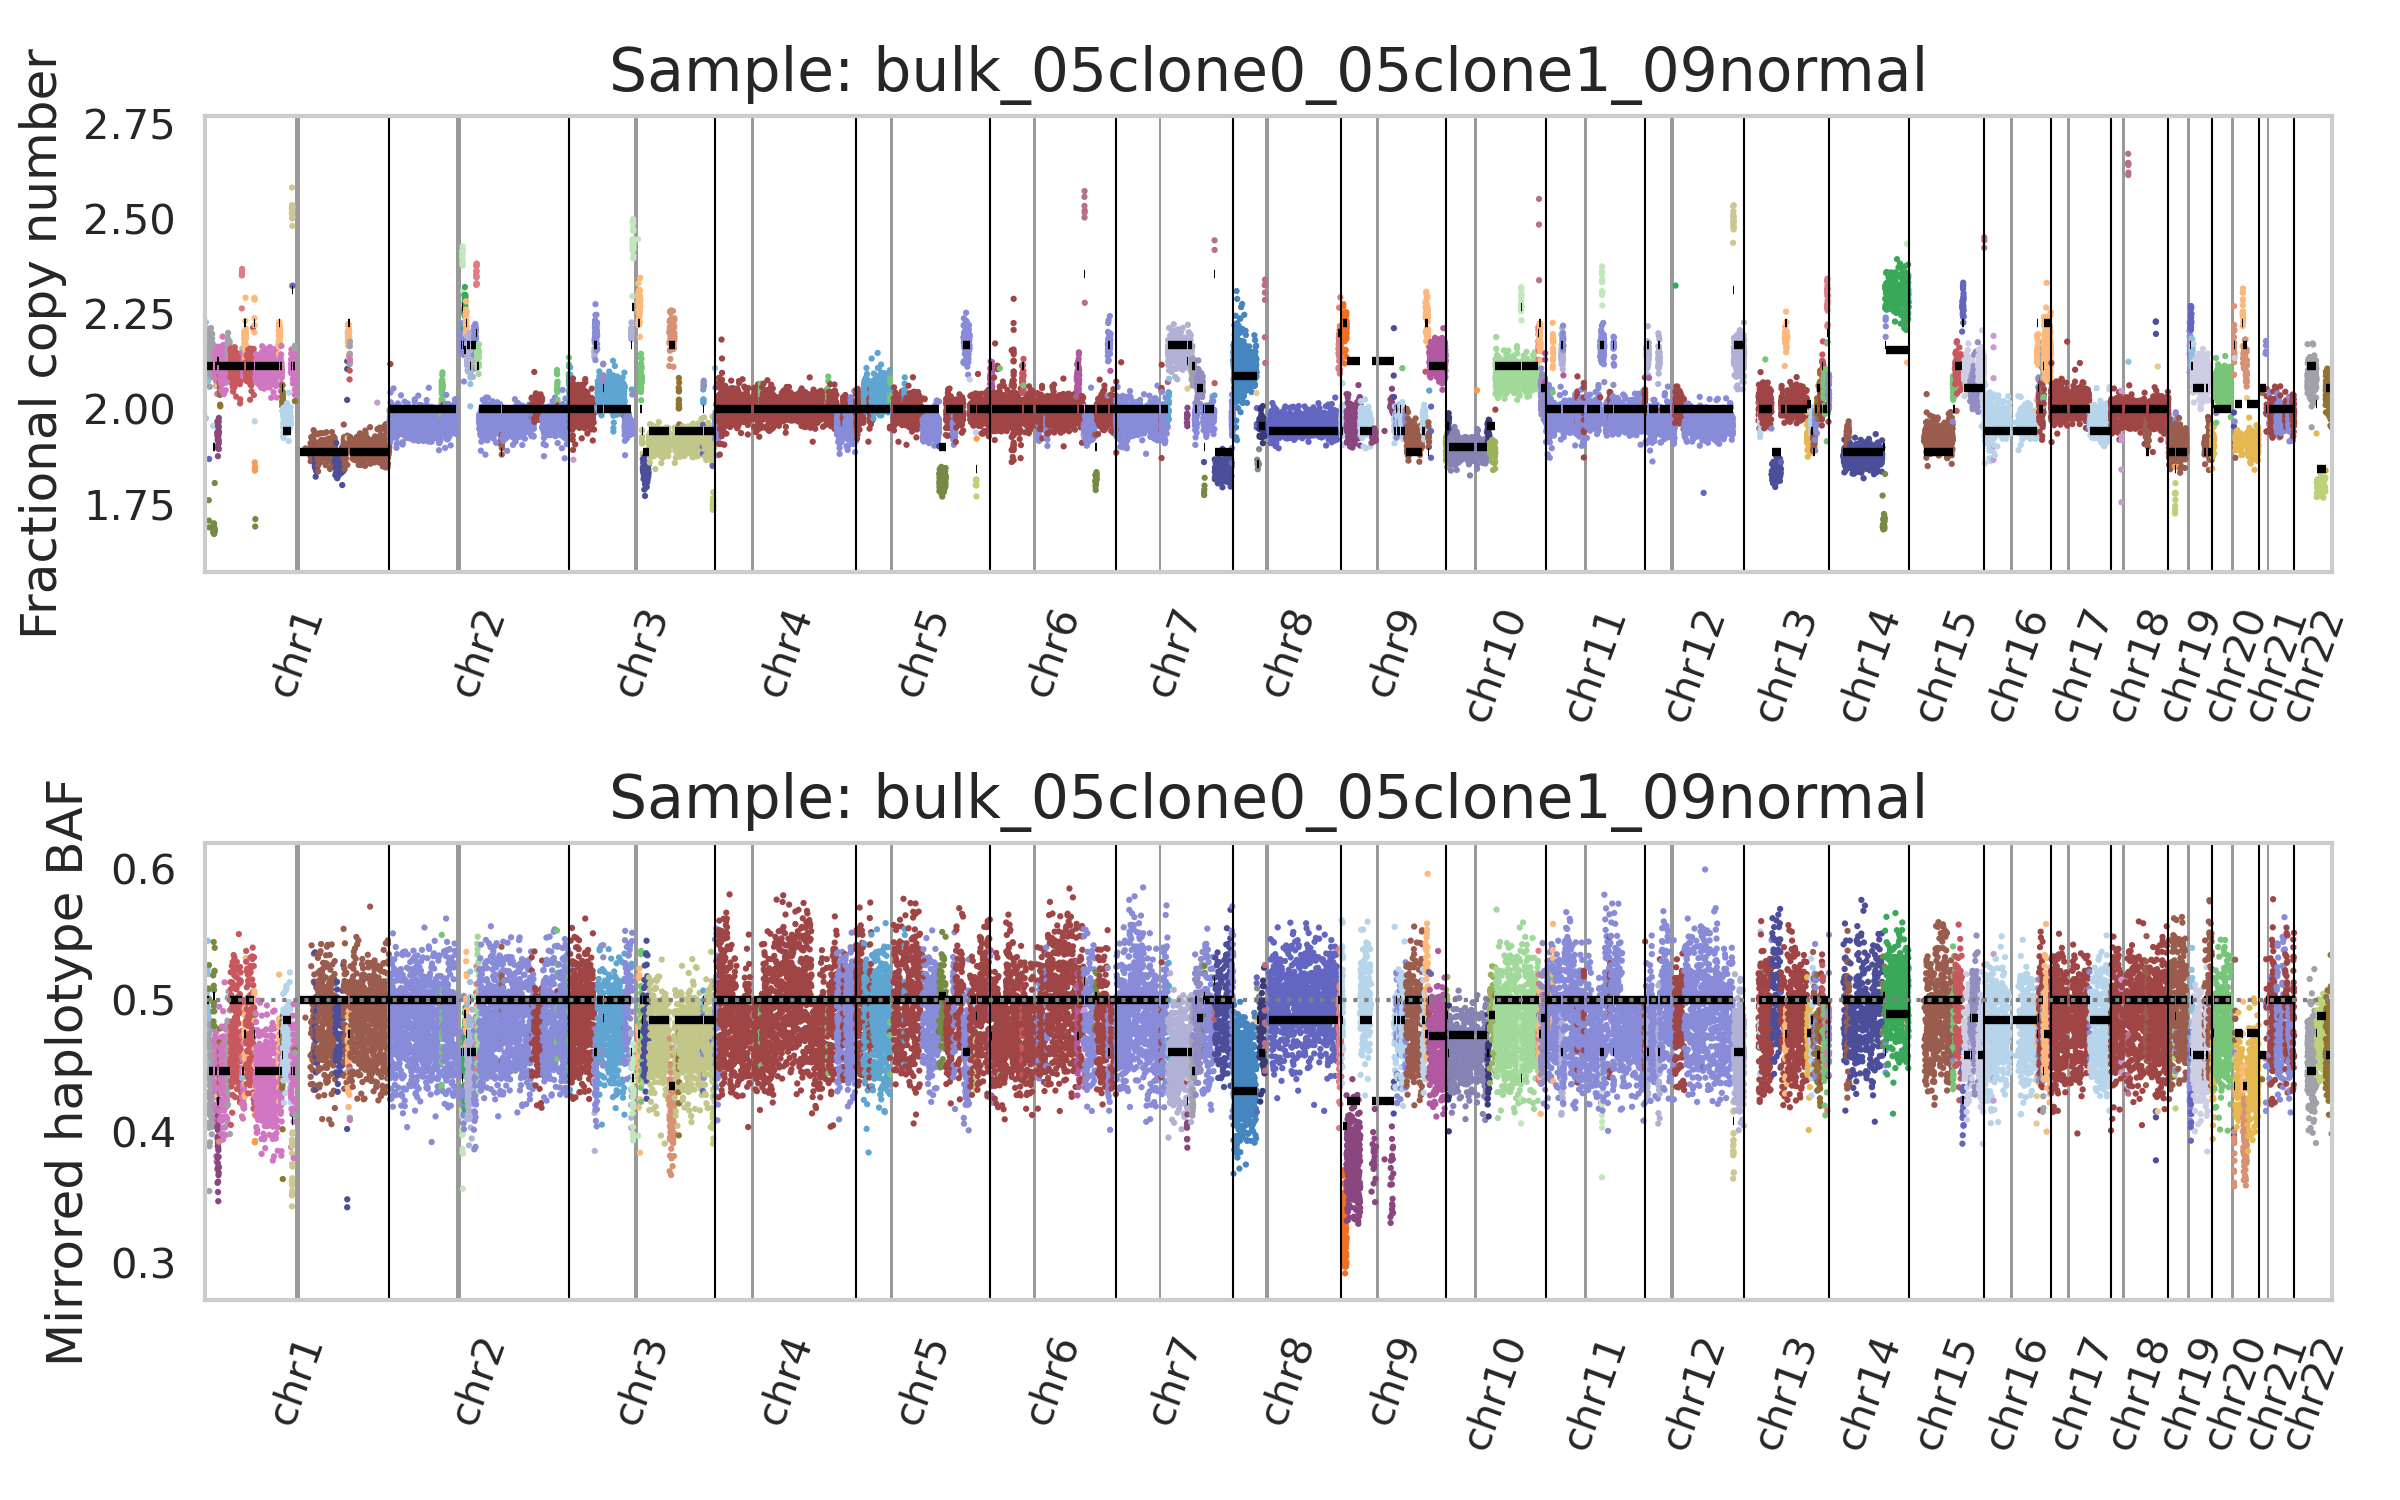 Sample: bulk_05clone0_05clone1_09normal
Fractional copy number
2.75
2.50
2.25
2.00
1.75
chr1
chr2
chr3
chr4
chr5
chr6
chr7
chr8
chr9
chr10
chr11
chr12
chr13
chr14
chr15
chr16
chr17
chr18
chr19
chr20
chr21
chr22
Sample: bulk_05clone0_05clone1_09normal
Mirrored haplotype BAF
0.6
0.5
0.4
0.3
chr1
chr2
chr3
chr4
chr5
chr6
chr7
chr8
chr9
chr10
chr11
chr12
chr13
chr14
chr15
chr16
chr17
chr18
chr19
chr20
chr21
chr22